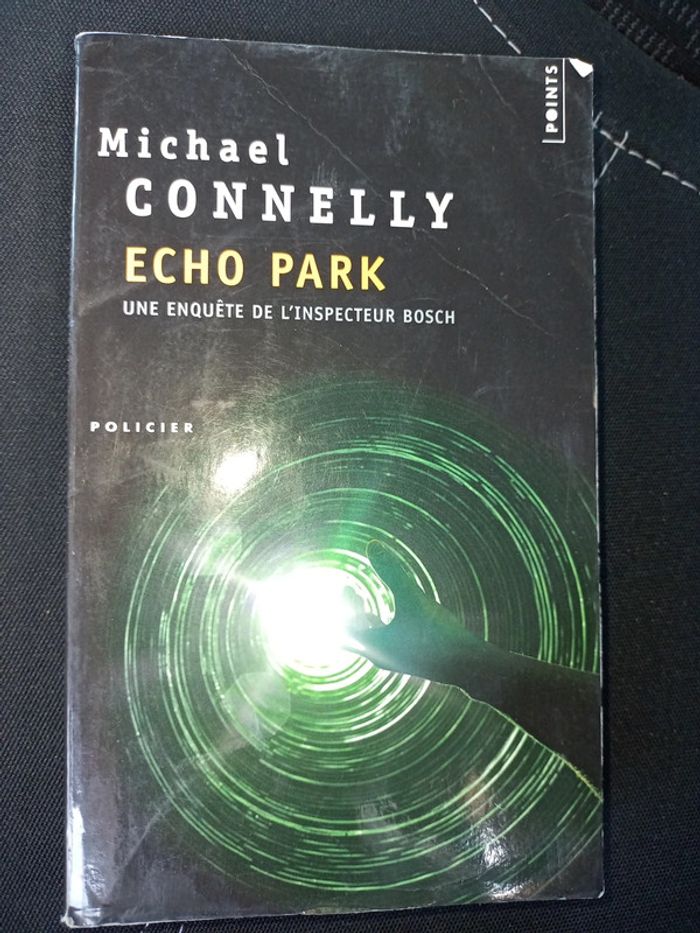 POINTS
Michael
CONNELLY
ECHO PARK
UNE ENQUÊTE DE L'INSPECTEUR BOSCH
POLICIER